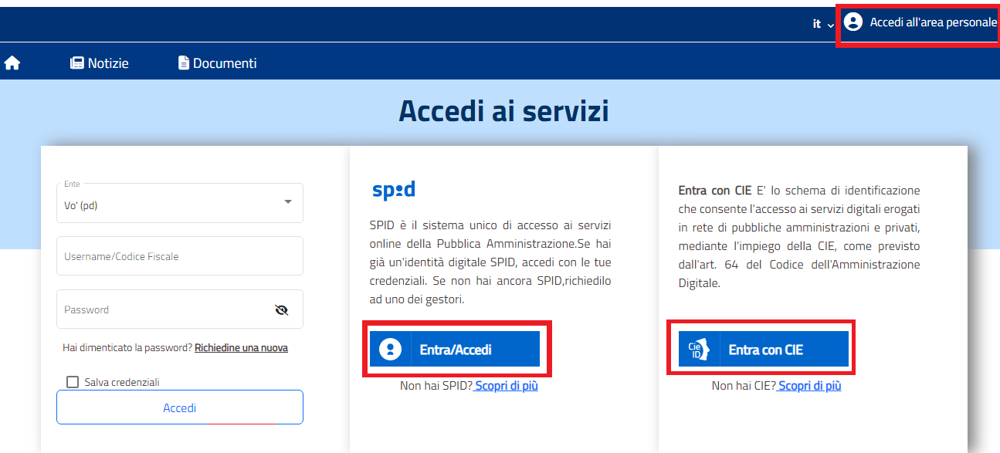 it
Accedi all'area personale
Notizie
Documenti
Accedi ai servizi
Ente
Vo' (pd)
Username/Codice Fiscale
Password
Hai dimenticato la password? Richiedine una nuova
Salva credenziali
Accedi
spid
SPID è il sistema unico di accesso ai servizi
online della Pubblica Amministrazione.Se hai
già un'identità digitale SPID, accedi con le tue
credenziali. Se non hai ancora SPID,richiedilo
ad uno dei gestori.
Entra/Accedi
Non hai SPID? Scopri di più
Entra con CIE E' lo schema di identificazione
che consente l'accesso ai servizi digitali erogati
in rete di pubbliche amministrazioni e privati,
mediante l'impiego della CIE, come previsto
dall'art. 64 del Codice dell'Amministrazione
Digitale.
Cie
ID
Entra con CIE
Non hai CIE? Scopri di più